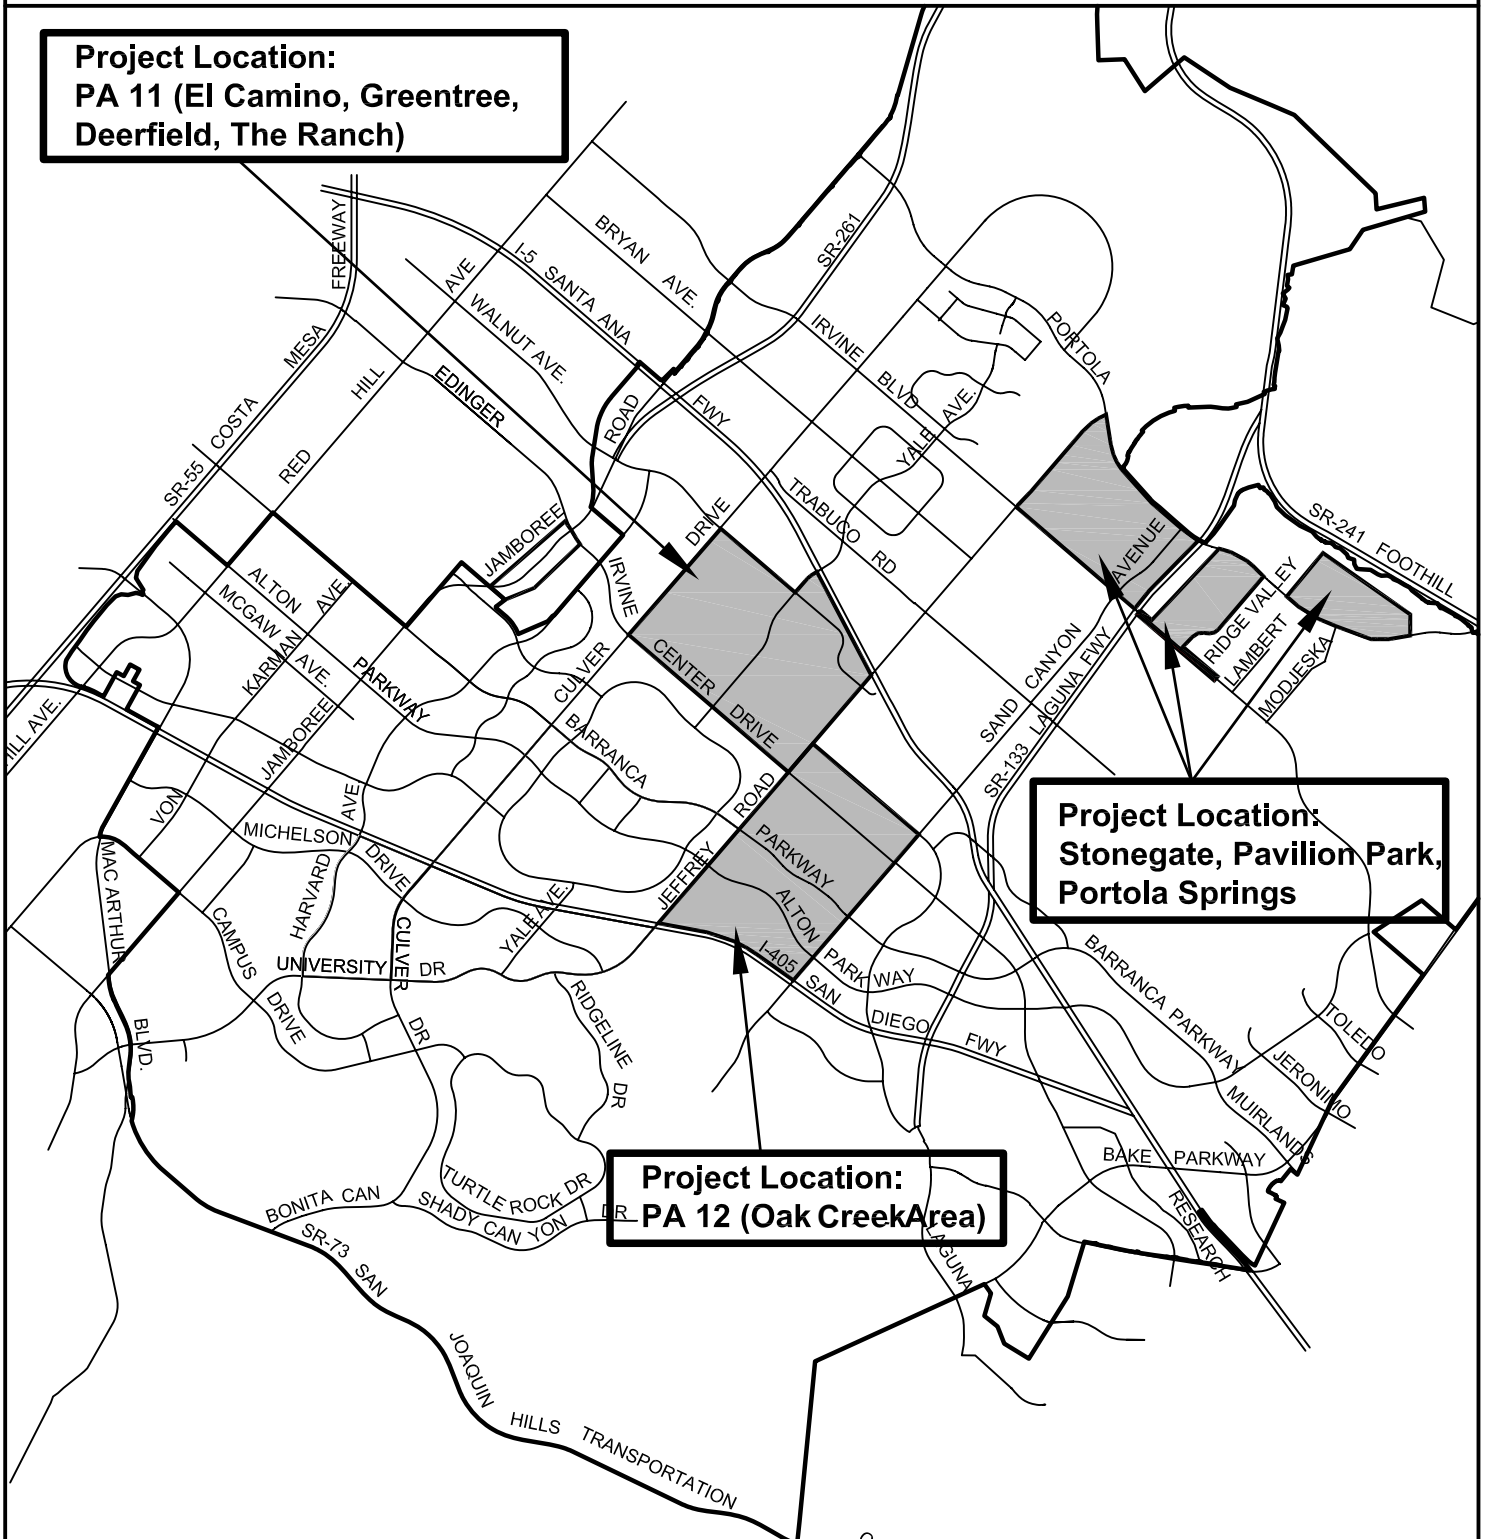 Project Location:
PA 11 (El Camino, Greentree,
Deerfield, The Ranch)
FREEWAY
BRYAN AVE.
SR-261
I-5 SANTA ANA
AVE
WALNUT AVE.
IRVINE
BLVD
PORTOLA
MESA
HILL
EDINGER
ROAD
FWY
YALE AVE.
COSTA
SR-55
RED
TRABUCO RD
SR-241 FOOTHILL
JAMBOREE
DRIVE
AVENUE
ALTON
AVE.
IRVINE
MCGAW AVE.
RIDGE VALLEY
LAMBERT
MODJESKA
KARMAN
PARKWAY
CULVER
CENTER
DRIVE
SAND CANYON
SR-133 LAGUNA FWY
HILL AVE.
JAMBOREE
BARRANCA
ROAD
VON
AVE
MICHELSON
DRIVE
PARKWAY
Project Location:
Stonegate, Pavilion Park,
Portola Springs
MAC ARTHUR
HARVARD
JEFFREY
YALE AVE.
ALTON
CAMPUS
CULVER
I-405
UNIVERSITY DR
PARK WAY
BARRANCA PARKWAY
SAN
DIEGO
FWY
DRIVE
BLVD.
DR
RIDGELINE
DR
TOLEDO
JERONIMO
MUIRLANDS
BAKE PARKWAY
Project Location:
PA 12 (Oak CreekArea)
TURTLE ROCK DR
BONITA CAN
SHADY CAN YON
DR
RESEARCH
LAGUNA
SR-73 SAN
JOAQUIN
HILLS TRANSPORTATION